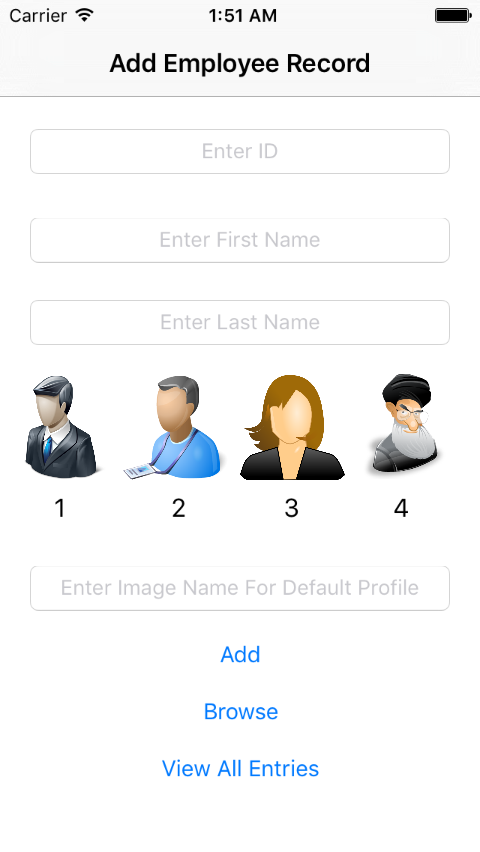 Carrier 1:51 AM
Add Employee Record
Enter ID
Enter First Name
Enter Last Name
1 2 3 4
Enter Image Name For Default Profile
Add
Browse
View All Entries